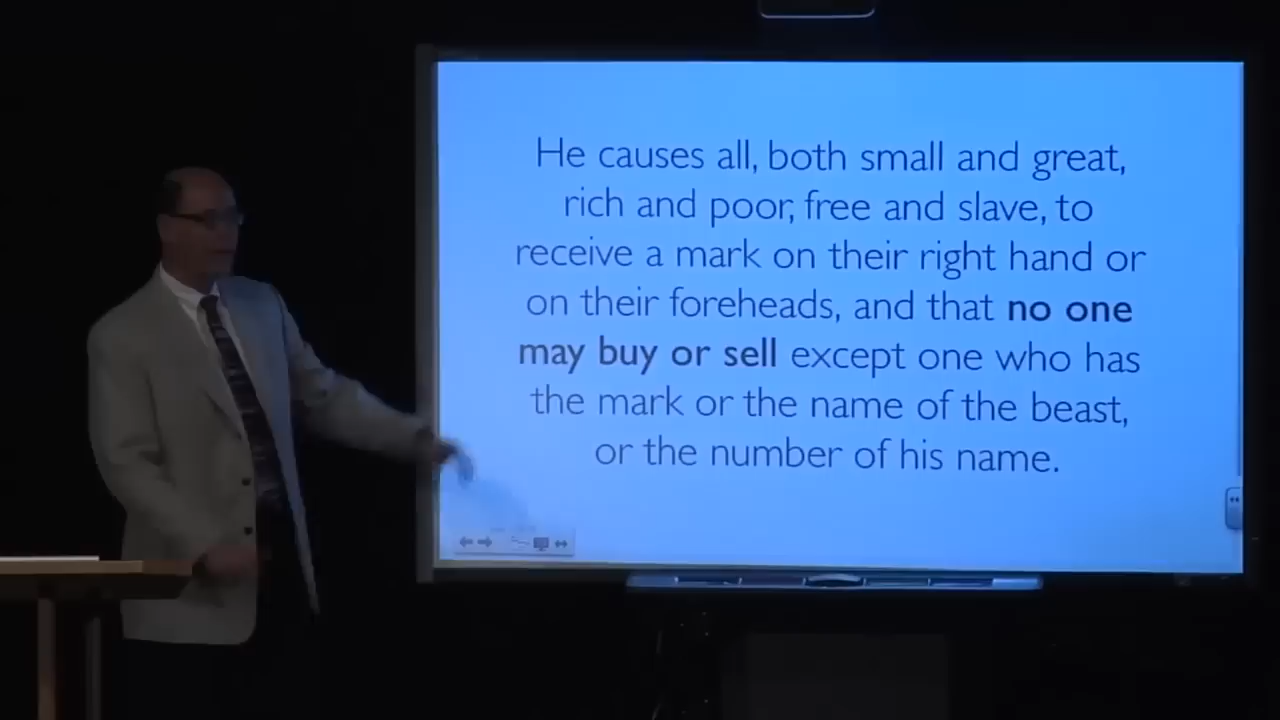 He causes all, both small and great,
rich and poor, free and slave, to
receive a mark on their right hand or
on their foreheads, and that no one
may buy or sell except one who has
the mark or the name of the beast,
or the number of his name.